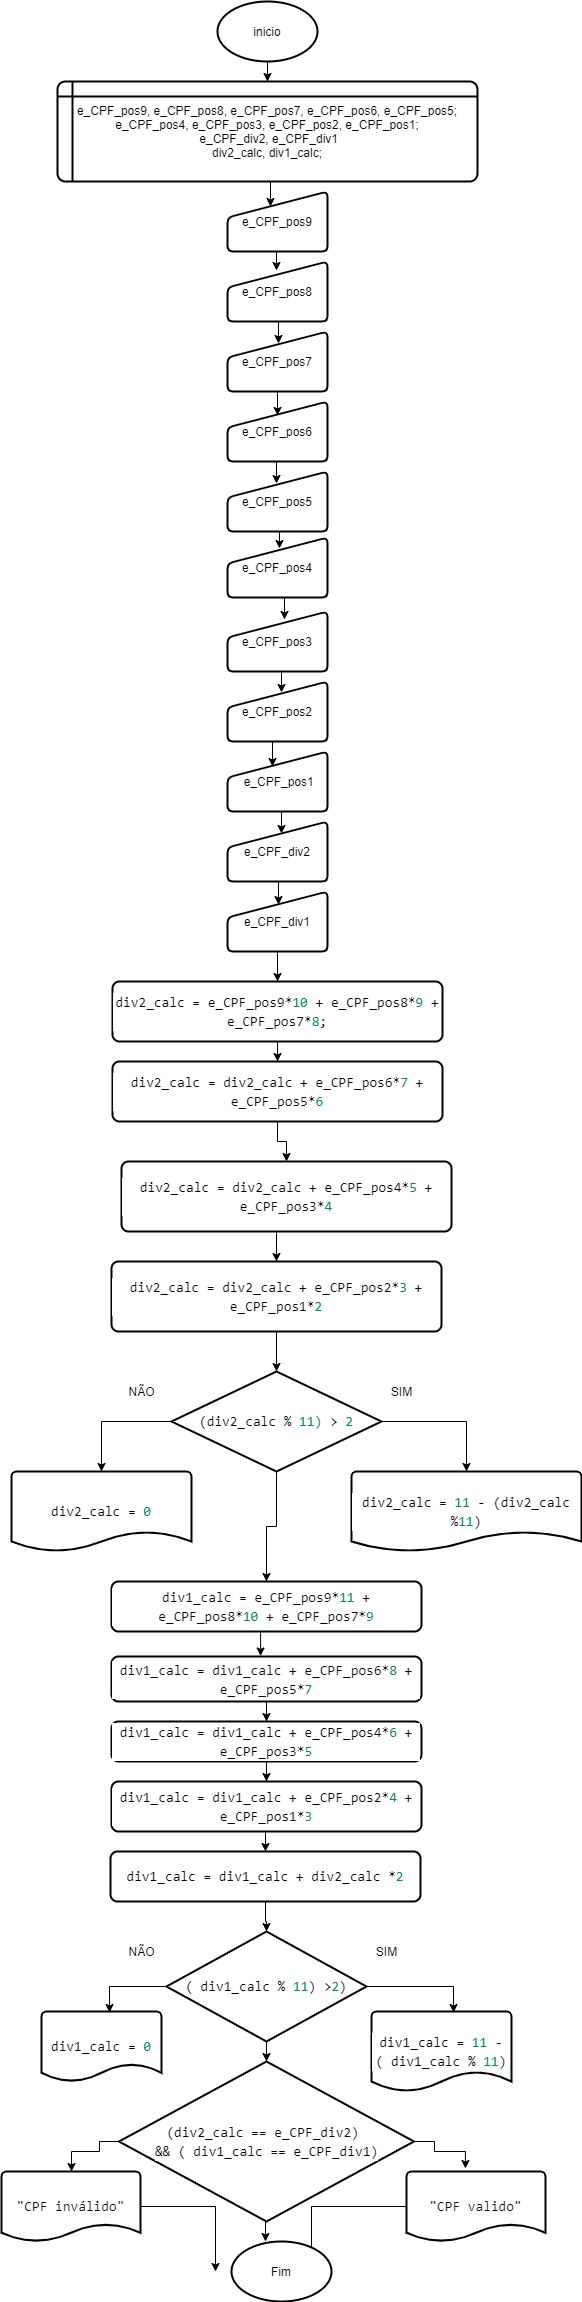 inicio
e_CPF_pos9, e_CPF_pos8, e_CPF_pos7, e_CPF_pos6, e_CPF_pos5;
e_CPF_pos4, e_CPF_pos3, e_CPF_pos2, e_CPF_pos1;
e_CPF_div2, e_CPF_div1
div2_calc, div1_calc;
e_CPF_pos9
e_CPF_pos8
e_CPF_pos7
e_CPF_pos6
e_CPF_pos5
e_CPF_pos4
e_CPF_pos3
e_CPF_pos2
e_CPF_pos1
e_CPF_div2
e_CPF_div1
div2_calc = e_CPF_pos9*10 + e_CPF_pos8*9 +
e_CPF_pos7*8;
div2_calc = div2_calc + e_CPF_pos6*7 +
e_CPF_pos5*6
div2_calc = div2_calc + e_CPF_pos4*5 +
e_CPF_pos3*4
div2_calc = div2_calc + e_CPF_pos2*3 +
e_CPF_pos1*2
NÃO
SIM
(div2_calc % 11) > 2
div2_calc = 0
div2_calc = 11 - (div2_calc
%11)
div1_calc = e_CPF_pos9*11 +
e_CPF_pos8*10 + e_CPF_pos7*9
div1_calc = div1_calc + e_CPF_pos6*8 +
e_CPF_pos5*7
div1_calc = div1_calc + e_CPF_pos4*6 +
e_CPF_pos3*5
div1_calc = div1_calc + e_CPF_pos2*4 +
e_CPF_pos1*3
div1_calc = div1_calc + div2_calc *2
NÃO
SIM
( div1_calc % 11) >2)
div1_calc = 0
div1_calc = 11 -
( div1_calc % 11)
(div2_calc == e_CPF_div2)
&& ( div1_calc == e_CPF_div1)
"CPF inválido"
"CPF valido"
Fim